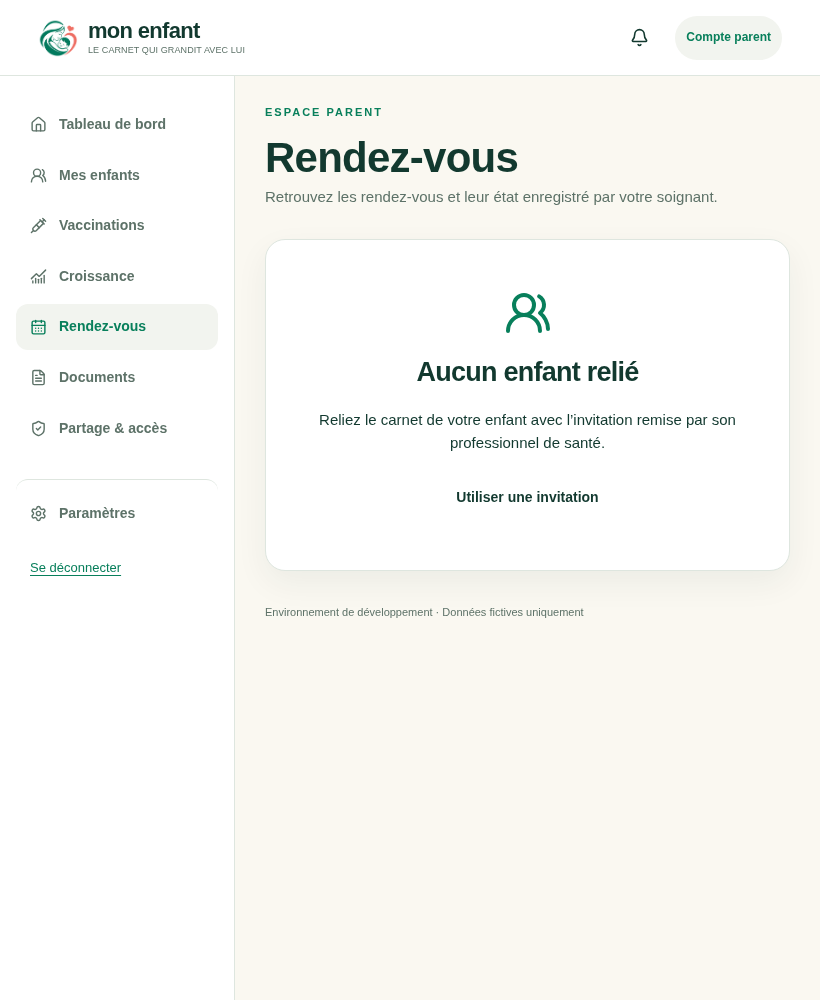 mon enfant
LE CARNET QUI GRANDIT AVEC LUI
Compte parent
Tableau de bord
Mes enfants
Vaccinations
Croissance
Rendez-vous
Documents
Partage & accès
Paramètres
Se déconnecter
ESPACE PARENT
Rendez-vous
Retrouvez les rendez-vous et leur état enregistré par votre soignant.
Aucun enfant relié
Reliez le carnet de votre enfant avec l’invitation remise par son
professionnel de santé.
Utiliser une invitation
Environnement de développement · Données fictives uniquement